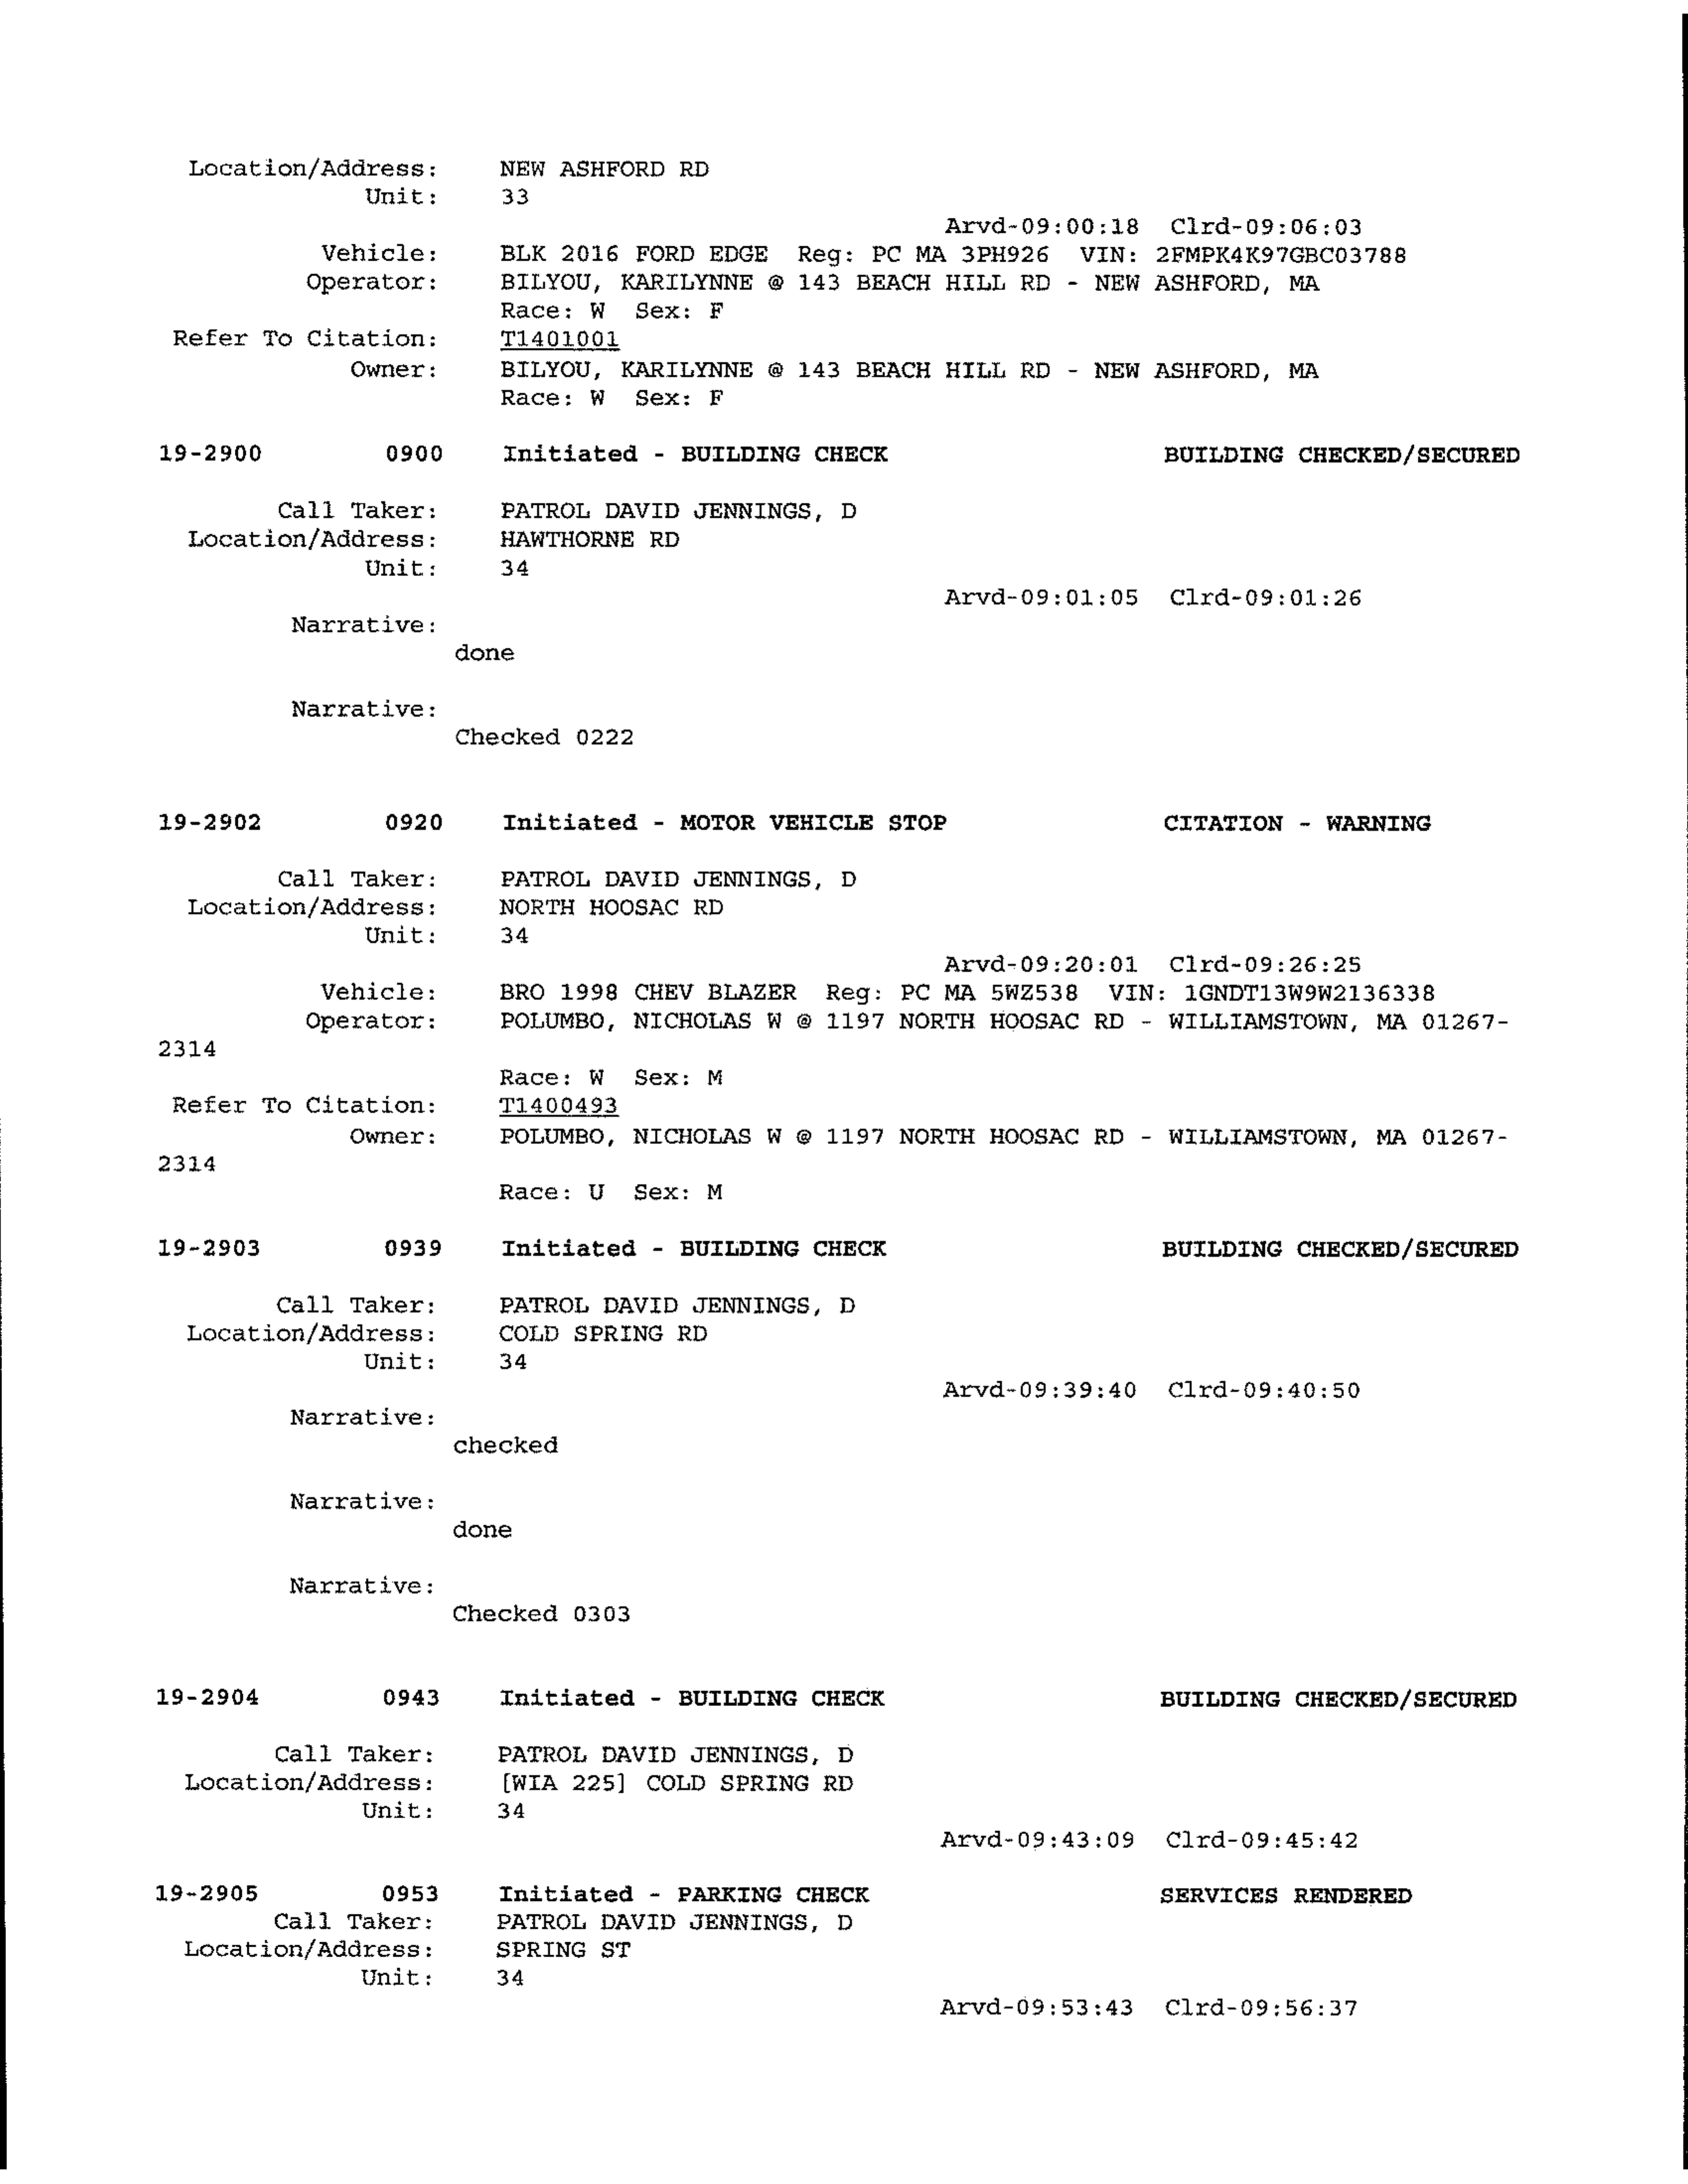 Location/Address: NEW ASHFORD RD
Unit: 33
Arvd-09:00:18 Clrd-09:06:03
Vehicle: BLK 2016 FORD EDGE Reg: PC MA 3PH926 VIN: 2FMPK4K97GBC03788
Operator: BILYOU, KARILYNNE @ 143 BEACH HILL RD - NEW ASHFORD, MA
Race: W Sex: F
Refer To Citation: T1401001
Owner: BILYOU, KARILYNNE @ 143 BEACH HILL RD - NEW ASHFORD, MA
Race: W Sex: F
19-2900 0900 Initiated - BUILDING CHECK BUILDING CHECKED/SECURED
Call Taker: PATROL DAVID JENNINGS, D
Location/Address: HAWTHORNE RD
Unit: 34
Arvd-09:01:05 Clrd-09:01:26
Narrative:
done
Narrative:
Checked 0222
19-2902 0920 Initiated - MOTOR VEHICLE STOP CITATION - WARNING
Call Taker: PATROL DAVID JENNINGS, D
Location/Address: NORTH HOOSAC RD
Unit: 34
Arvd-09:20:01 Clrd-09:26:25
Vehicle: BRO 1998 CHEV BLAZER Reg: PC MA 5WZ538 VIN: 1GNDT13W9W2136338
Operator: POLUMBO, NICHOLAS W @ 1197 NORTH HOOSAC RD - WILLIAMSTOWN, MA 01267-
2314
Race: W Sex: M
Refer To Citation: T1400493
Owner: POLUMBO, NICHOLAS W @ 1197 NORTH HOOSAC RD - WILLIAMSTOWN, MA 01267-
2314
Race: U Sex: M
19-2903 0939 Initiated - BUILDING CHECK BUILDING CHECKED/SECURED
Call Taker: PATROL DAVID JENNINGS, D
Location/Address: COLD SPRING RD
Unit: 34
Arvd-09:39:40 Clrd-09:40:50
Narrative:
checked
Narrative:
done
Narrative:
Checked 0303
19-2904 0943 Initiated - BUILDING CHECK BUILDING CHECKED/SECURED
Call Taker: PATROL DAVID JENNINGS, D
Location/Address: [WIA 225] COLD SPRING RD
Unit: 34
Arvd-09:43:09 Clrd-09:45:42
19-2905 0953 Initiated - PARKING CHECK SERVICES RENDERED
Call Taker: PATROL DAVID JENNINGS, D
Location/Address: SPRING ST
Unit: 34
Arvd-09:53:43 Clrd-09:56:37